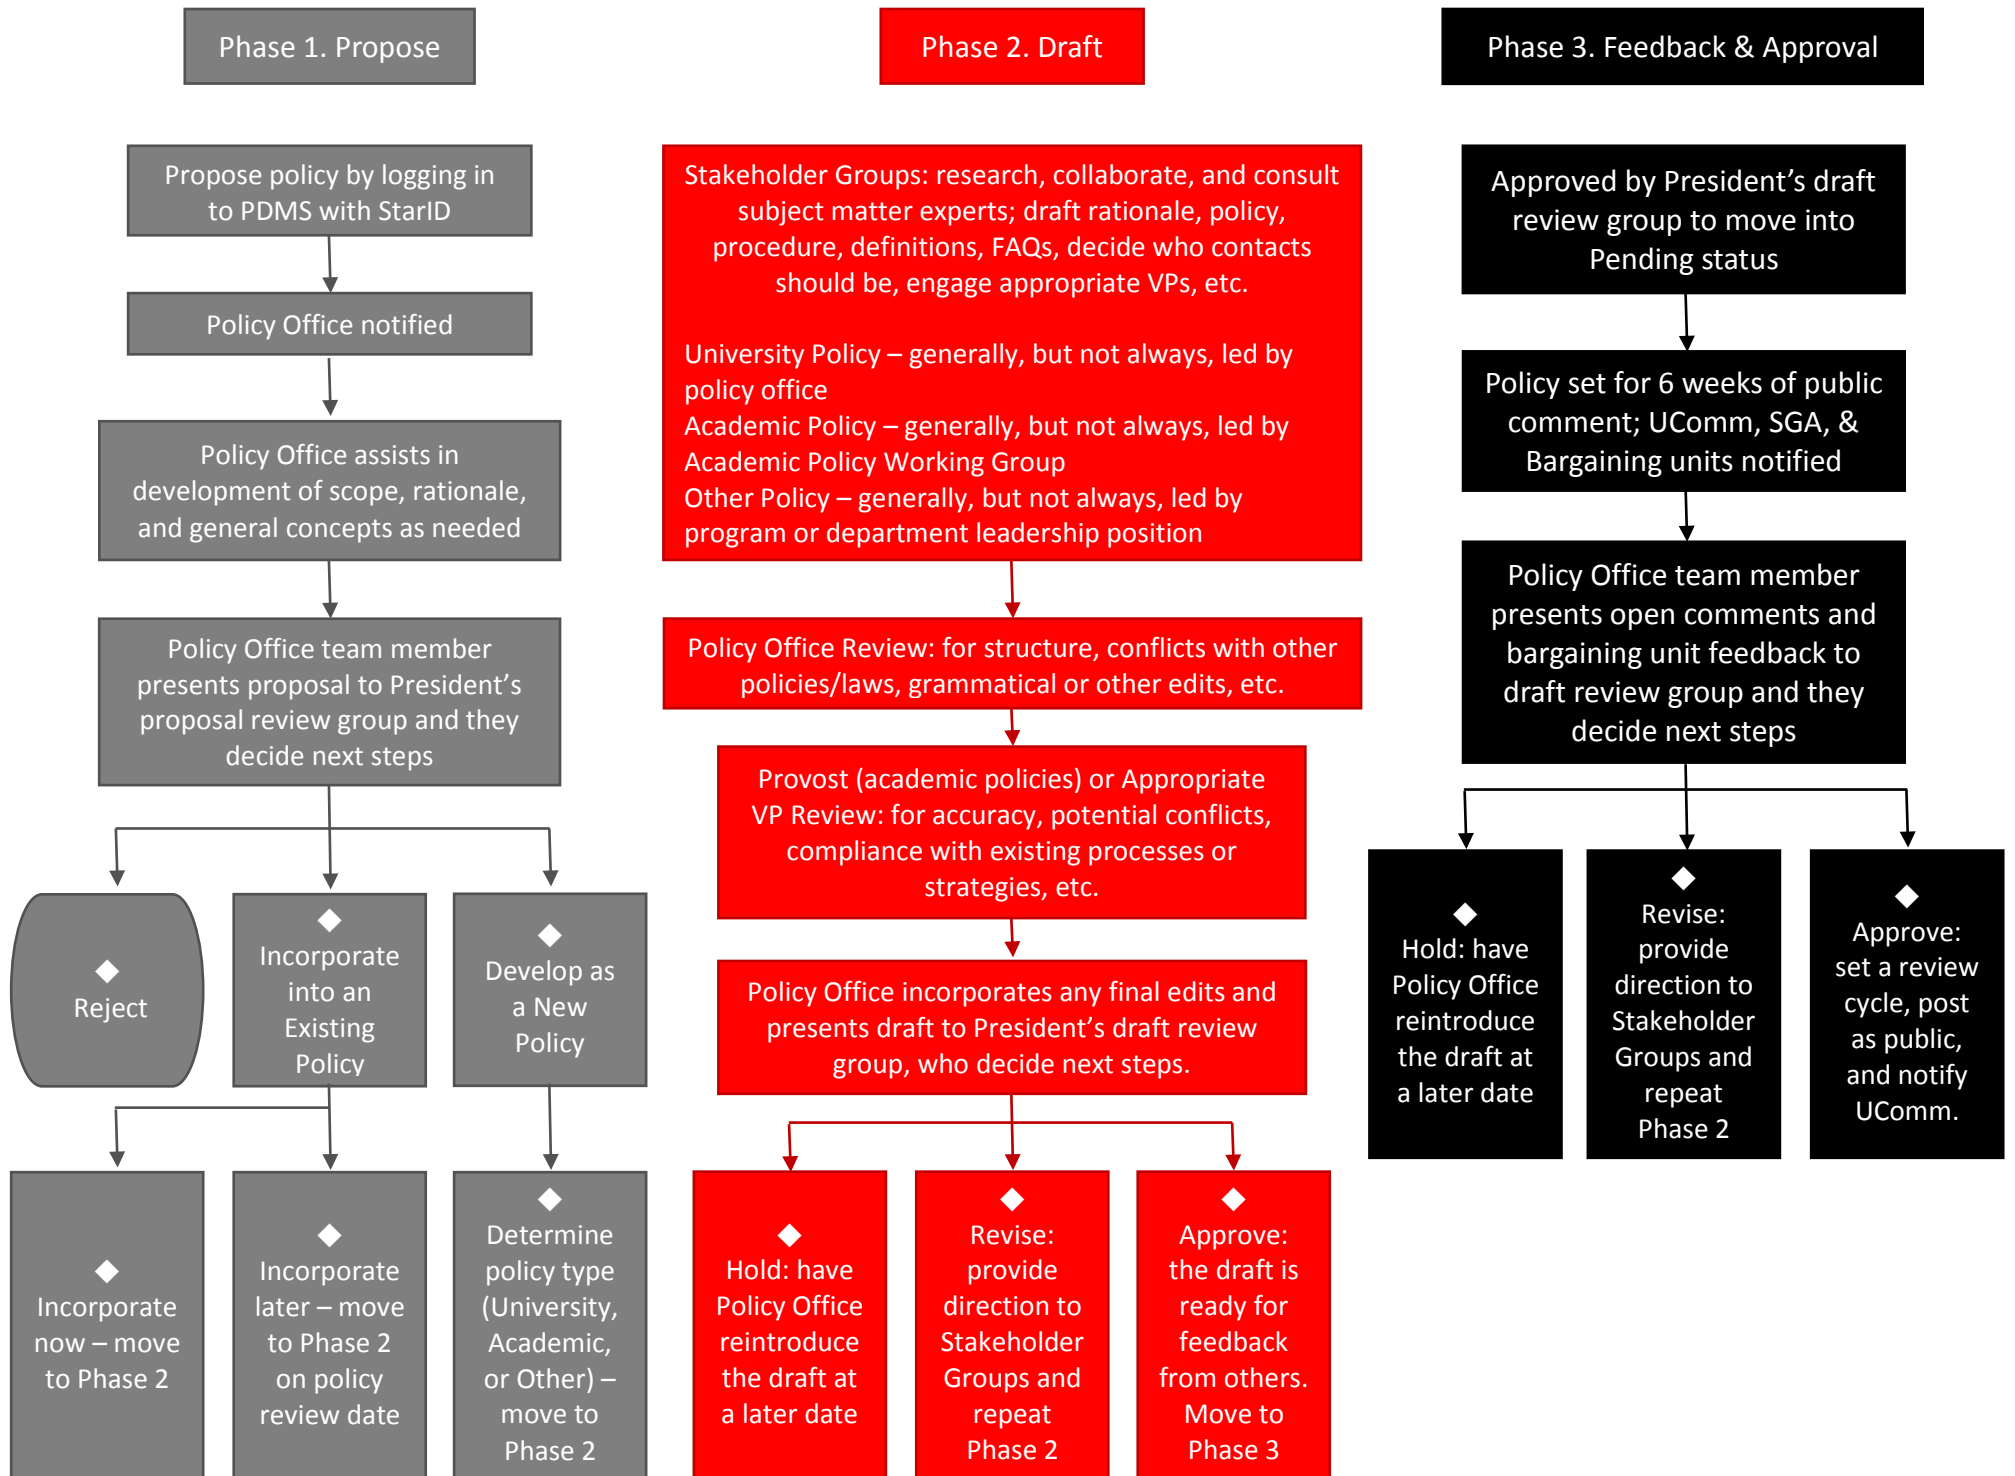 Phase 1. Propose
Propose policy by logging in
to PDMS with StarID
Policy Office notified
Policy Office assists in
development of scope, rationale,
and general concepts as needed
Policy Office team member
presents proposal to President’s
proposal review group and they
decide next steps
◆
Reject
◆
Incorporate
into an
Existing
Policy
◆
Develop as
a New
Policy
◆
Incorporate
now – move
to Phase 2
◆
Incorporate
later – move
to Phase 2
on policy
review date
◆
Determine
policy type
(University,
Academic,
or Other) –
move to
Phase 2
Phase 2. Draft
Stakeholder Groups: research, collaborate, and consult
subject matter experts; draft rationale, policy,
procedure, definitions, FAQs, decide who contacts
should be, engage appropriate VPs, etc.
University Policy – generally, but not always, led by
policy office
Academic Policy – generally, but not always, led by
Academic Policy Working Group
Other Policy – generally, but not always, led by
program or department leadership position
Policy Office Review: for structure, conflicts with other
policies/laws, grammatical or other edits, etc.
Provost (academic policies) or Appropriate
VP Review: for accuracy, potential conflicts,
compliance with existing processes or
strategies, etc.
Policy Office incorporates any final edits and
presents draft to President’s draft review
group, who decide next steps.
◆
Hold: have
Policy Office
reintroduce
the draft at
a later date
◆
Revise:
provide
direction to
Stakeholder
Groups and
repeat
Phase 2
◆
Approve:
the draft is
ready for
feedback
from others.
Move to
Phase 3
Phase 3. Feedback & Approval
Approved by President’s draft
review group to move into
Pending status
Policy set for 6 weeks of public
comment; UComm, SGA, &
Bargaining units notified
Policy Office team member
presents open comments and
bargaining unit feedback to
draft review group and they
decide next steps
◆
Hold: have
Policy Office
reintroduce
the draft at
a later date
◆
Revise:
provide
direction to
Stakeholder
Groups and
repeat
Phase 2
◆
Approve:
set a review
cycle, post
as public,
and notify
UComm.